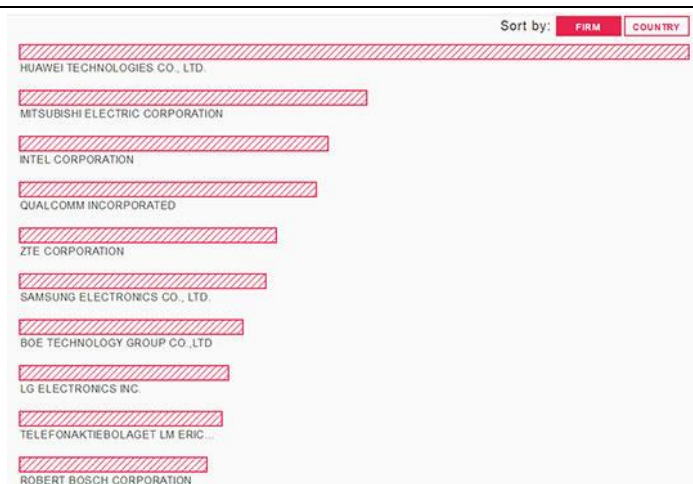 Sort by: FIRM COUNTRY
HUAWEI TECHNOLOGIES CO., LTD.
MITSUBISHI ELECTRIC CORPORATION
INTEL CORPORATION
QUALCOMM INCORPORATED
ZTE CORPORATION
SAMSUNG ELECTRONICS CO., LTD.
BOE TECHNOLOGY GROUP CO.,LTD
LG ELECTRONICS INC.
TELEFONAKTIEBOLAGET LM ERIC...
ROBERT BOSCH CORPORATION